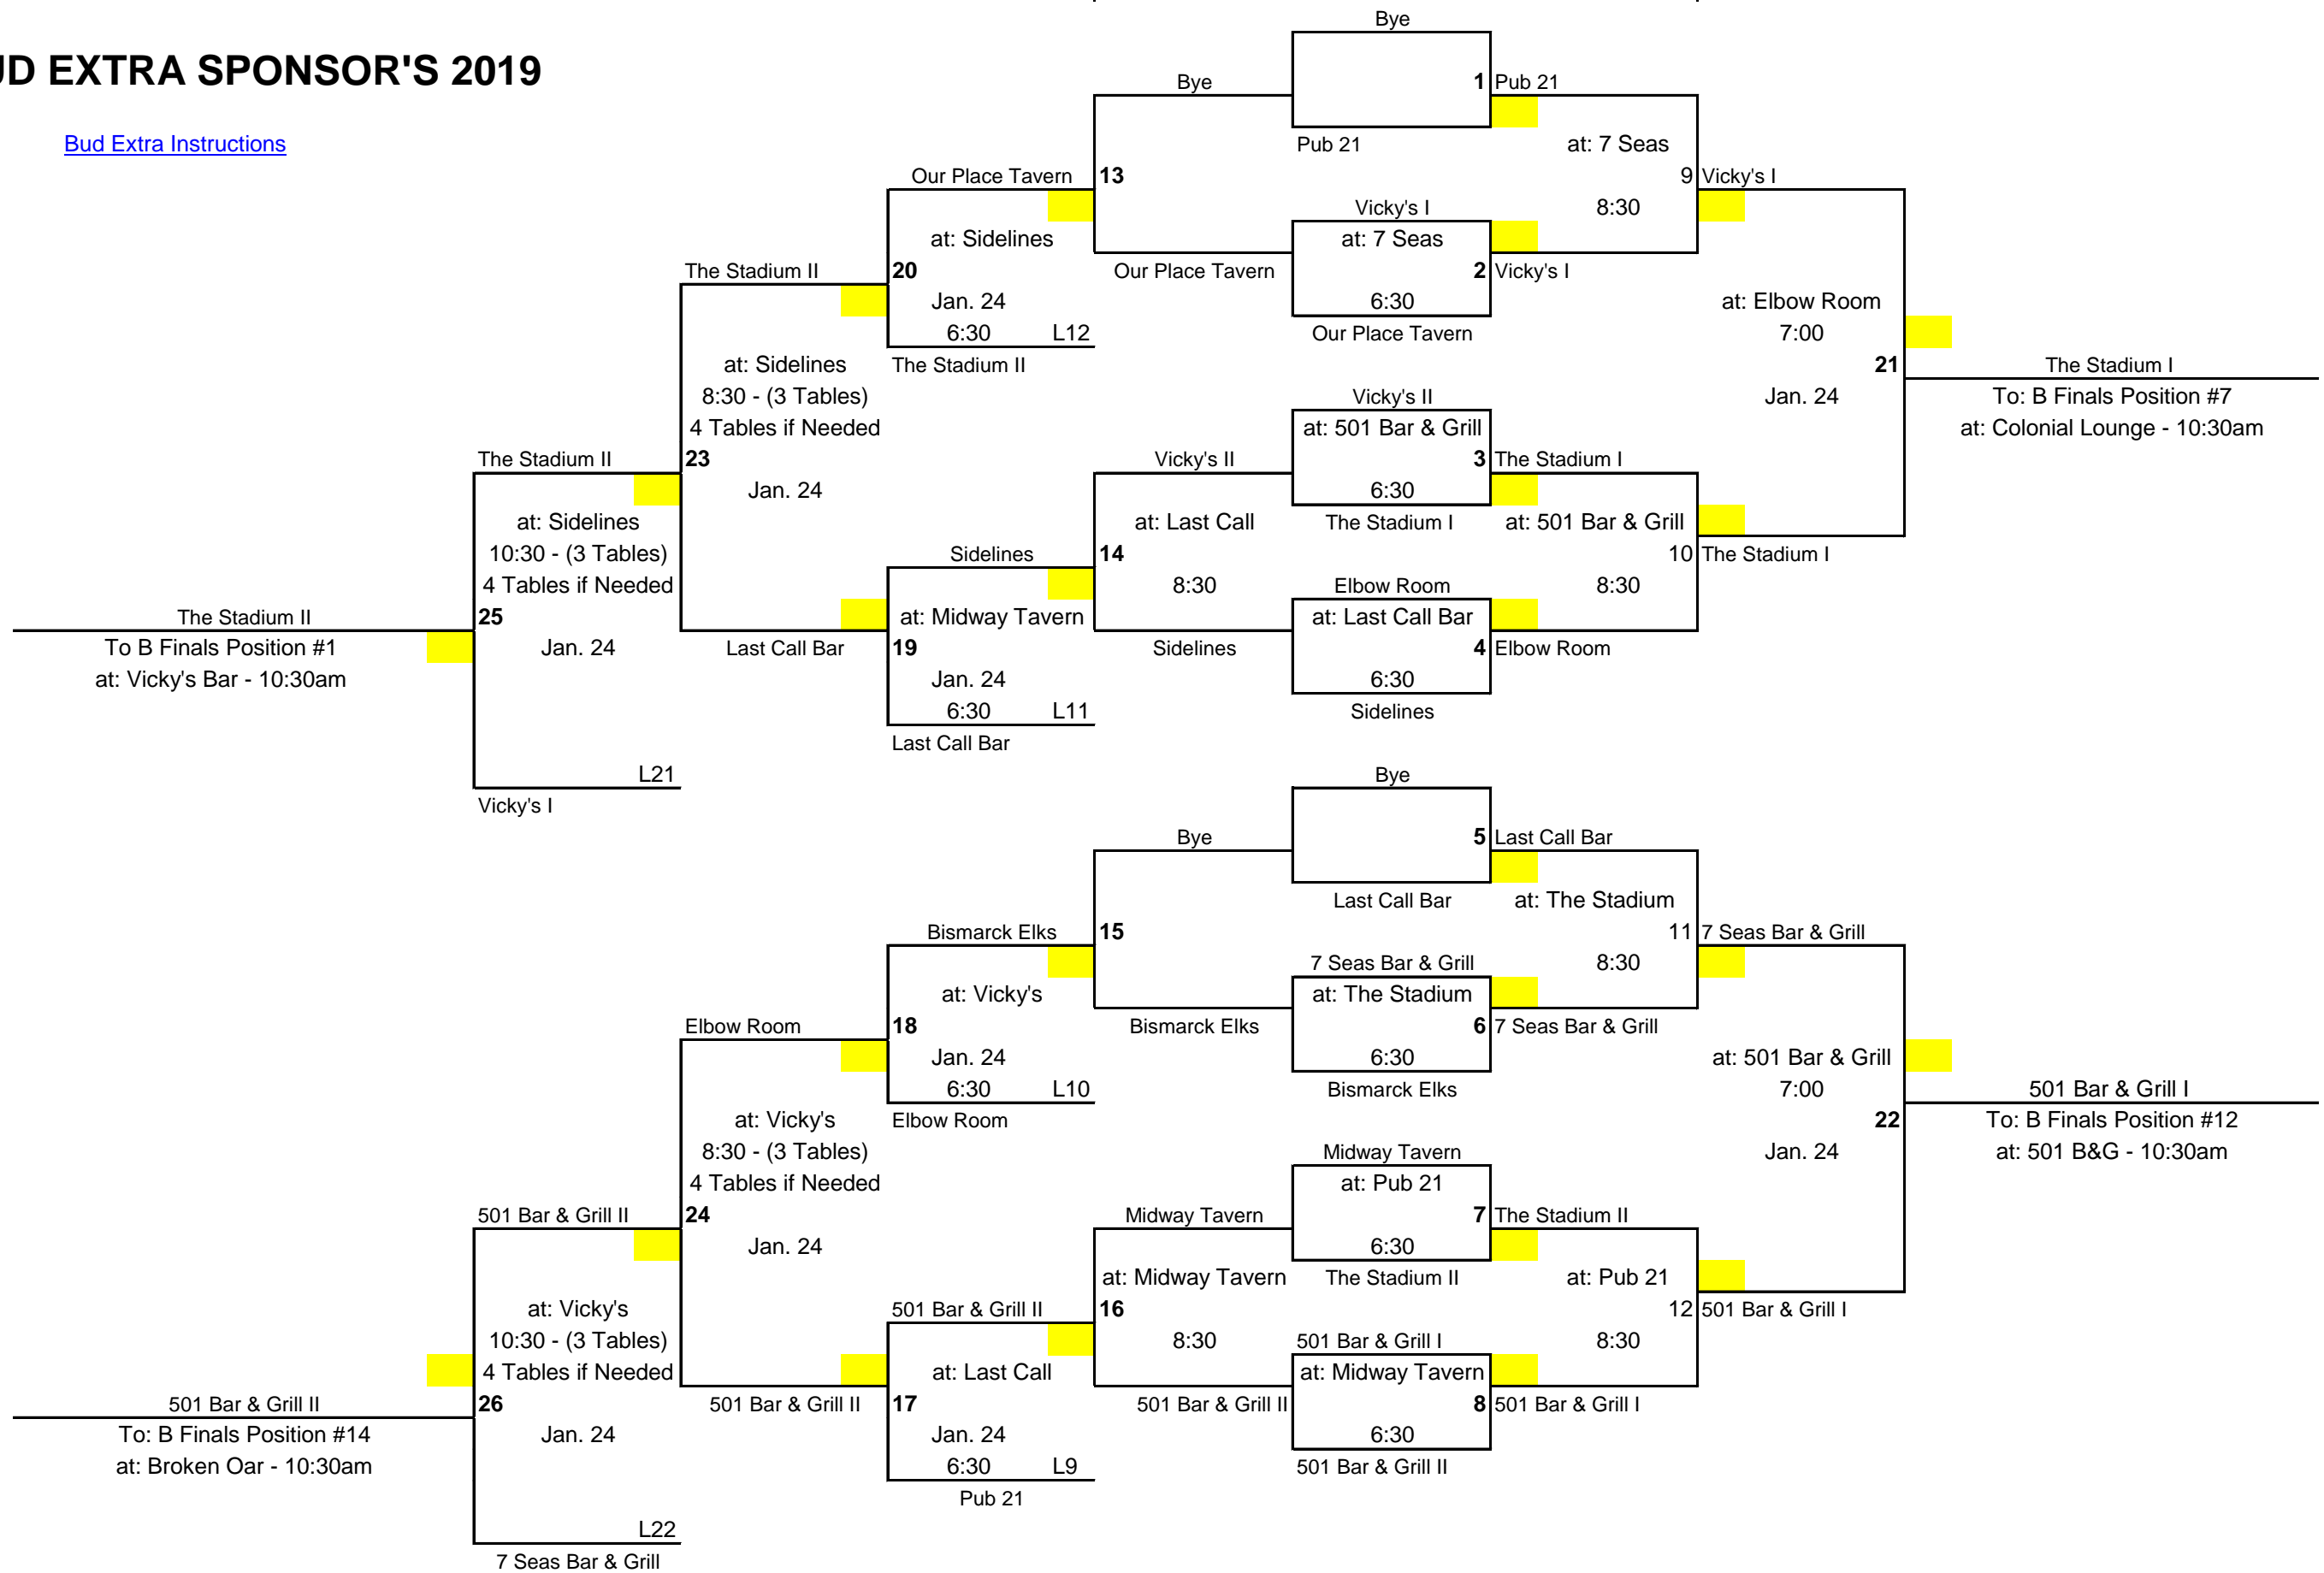 Bye
UD EXTRA SPONSOR'S 2019
Bye
1 Pub 21
Bud Extra Instructions
Pub 21
at: 7 Seas
Our Place Tavern
13
9 Vicky's I
Vicky's I
8:30
at: Sidelines
at: 7 Seas
The Stadium II
20
Our Place Tavern
2 Vicky's I
Jan. 24
6:30
at: Elbow Room
6:30
L12
Our Place Tavern
7:00
at: Sidelines
The Stadium II
21
The Stadium I
8:30 - (3 Tables)
Vicky's II
Jan. 24
To: B Finals Position #7
4 Tables if Needed
at: 501 Bar & Grill
at: Colonial Lounge - 10:30am
The Stadium II
23
Vicky's II
3 The Stadium I
Jan. 24
6:30
at: Sidelines
at: Last Call
The Stadium I
at: 501 Bar & Grill
10:30 - (3 Tables)
Sidelines
14
10 The Stadium I
4 Tables if Needed
8:30
Elbow Room
8:30
The Stadium II
25
at: Midway Tavern
at: Last Call Bar
To B Finals Position #1
Jan. 24
Last Call Bar
19
Sidelines
4 Elbow Room
at: Vicky's Bar - 10:30am
Jan. 24
6:30
6:30
L11
Sidelines
Last Call Bar
L21
Bye
Vicky's I
Bye
5 Last Call Bar
Last Call Bar
at: The Stadium
Bismarck Elks
15
11 7 Seas Bar & Grill
7 Seas Bar & Grill
8:30
at: Vicky's
at: The Stadium
Elbow Room
18
Bismarck Elks
6 7 Seas Bar & Grill
Jan. 24
6:30
at: 501 Bar & Grill
6:30
L10
Bismarck Elks
7:00
501 Bar & Grill I
at: Vicky's
Elbow Room
22
To: B Finals Position #12
8:30 - (3 Tables)
Midway Tavern
Jan. 24
at: 501 B&G - 10:30am
4 Tables if Needed
at: Pub 21
501 Bar & Grill II
24
Midway Tavern
7 The Stadium II
Jan. 24
6:30
at: Midway Tavern
The Stadium II
at: Pub 21
at: Vicky's
501 Bar & Grill II
16
12 501 Bar & Grill I
10:30 - (3 Tables)
8:30
501 Bar & Grill I
8:30
4 Tables if Needed
at: Last Call
at: Midway Tavern
501 Bar & Grill II
26
501 Bar & Grill II
17
501 Bar & Grill II
8 501 Bar & Grill I
To: B Finals Position #14
Jan. 24
Jan. 24
6:30
at: Broken Oar - 10:30am
6:30
L9
501 Bar & Grill II
Pub 21
L22
7 Seas Bar & Grill